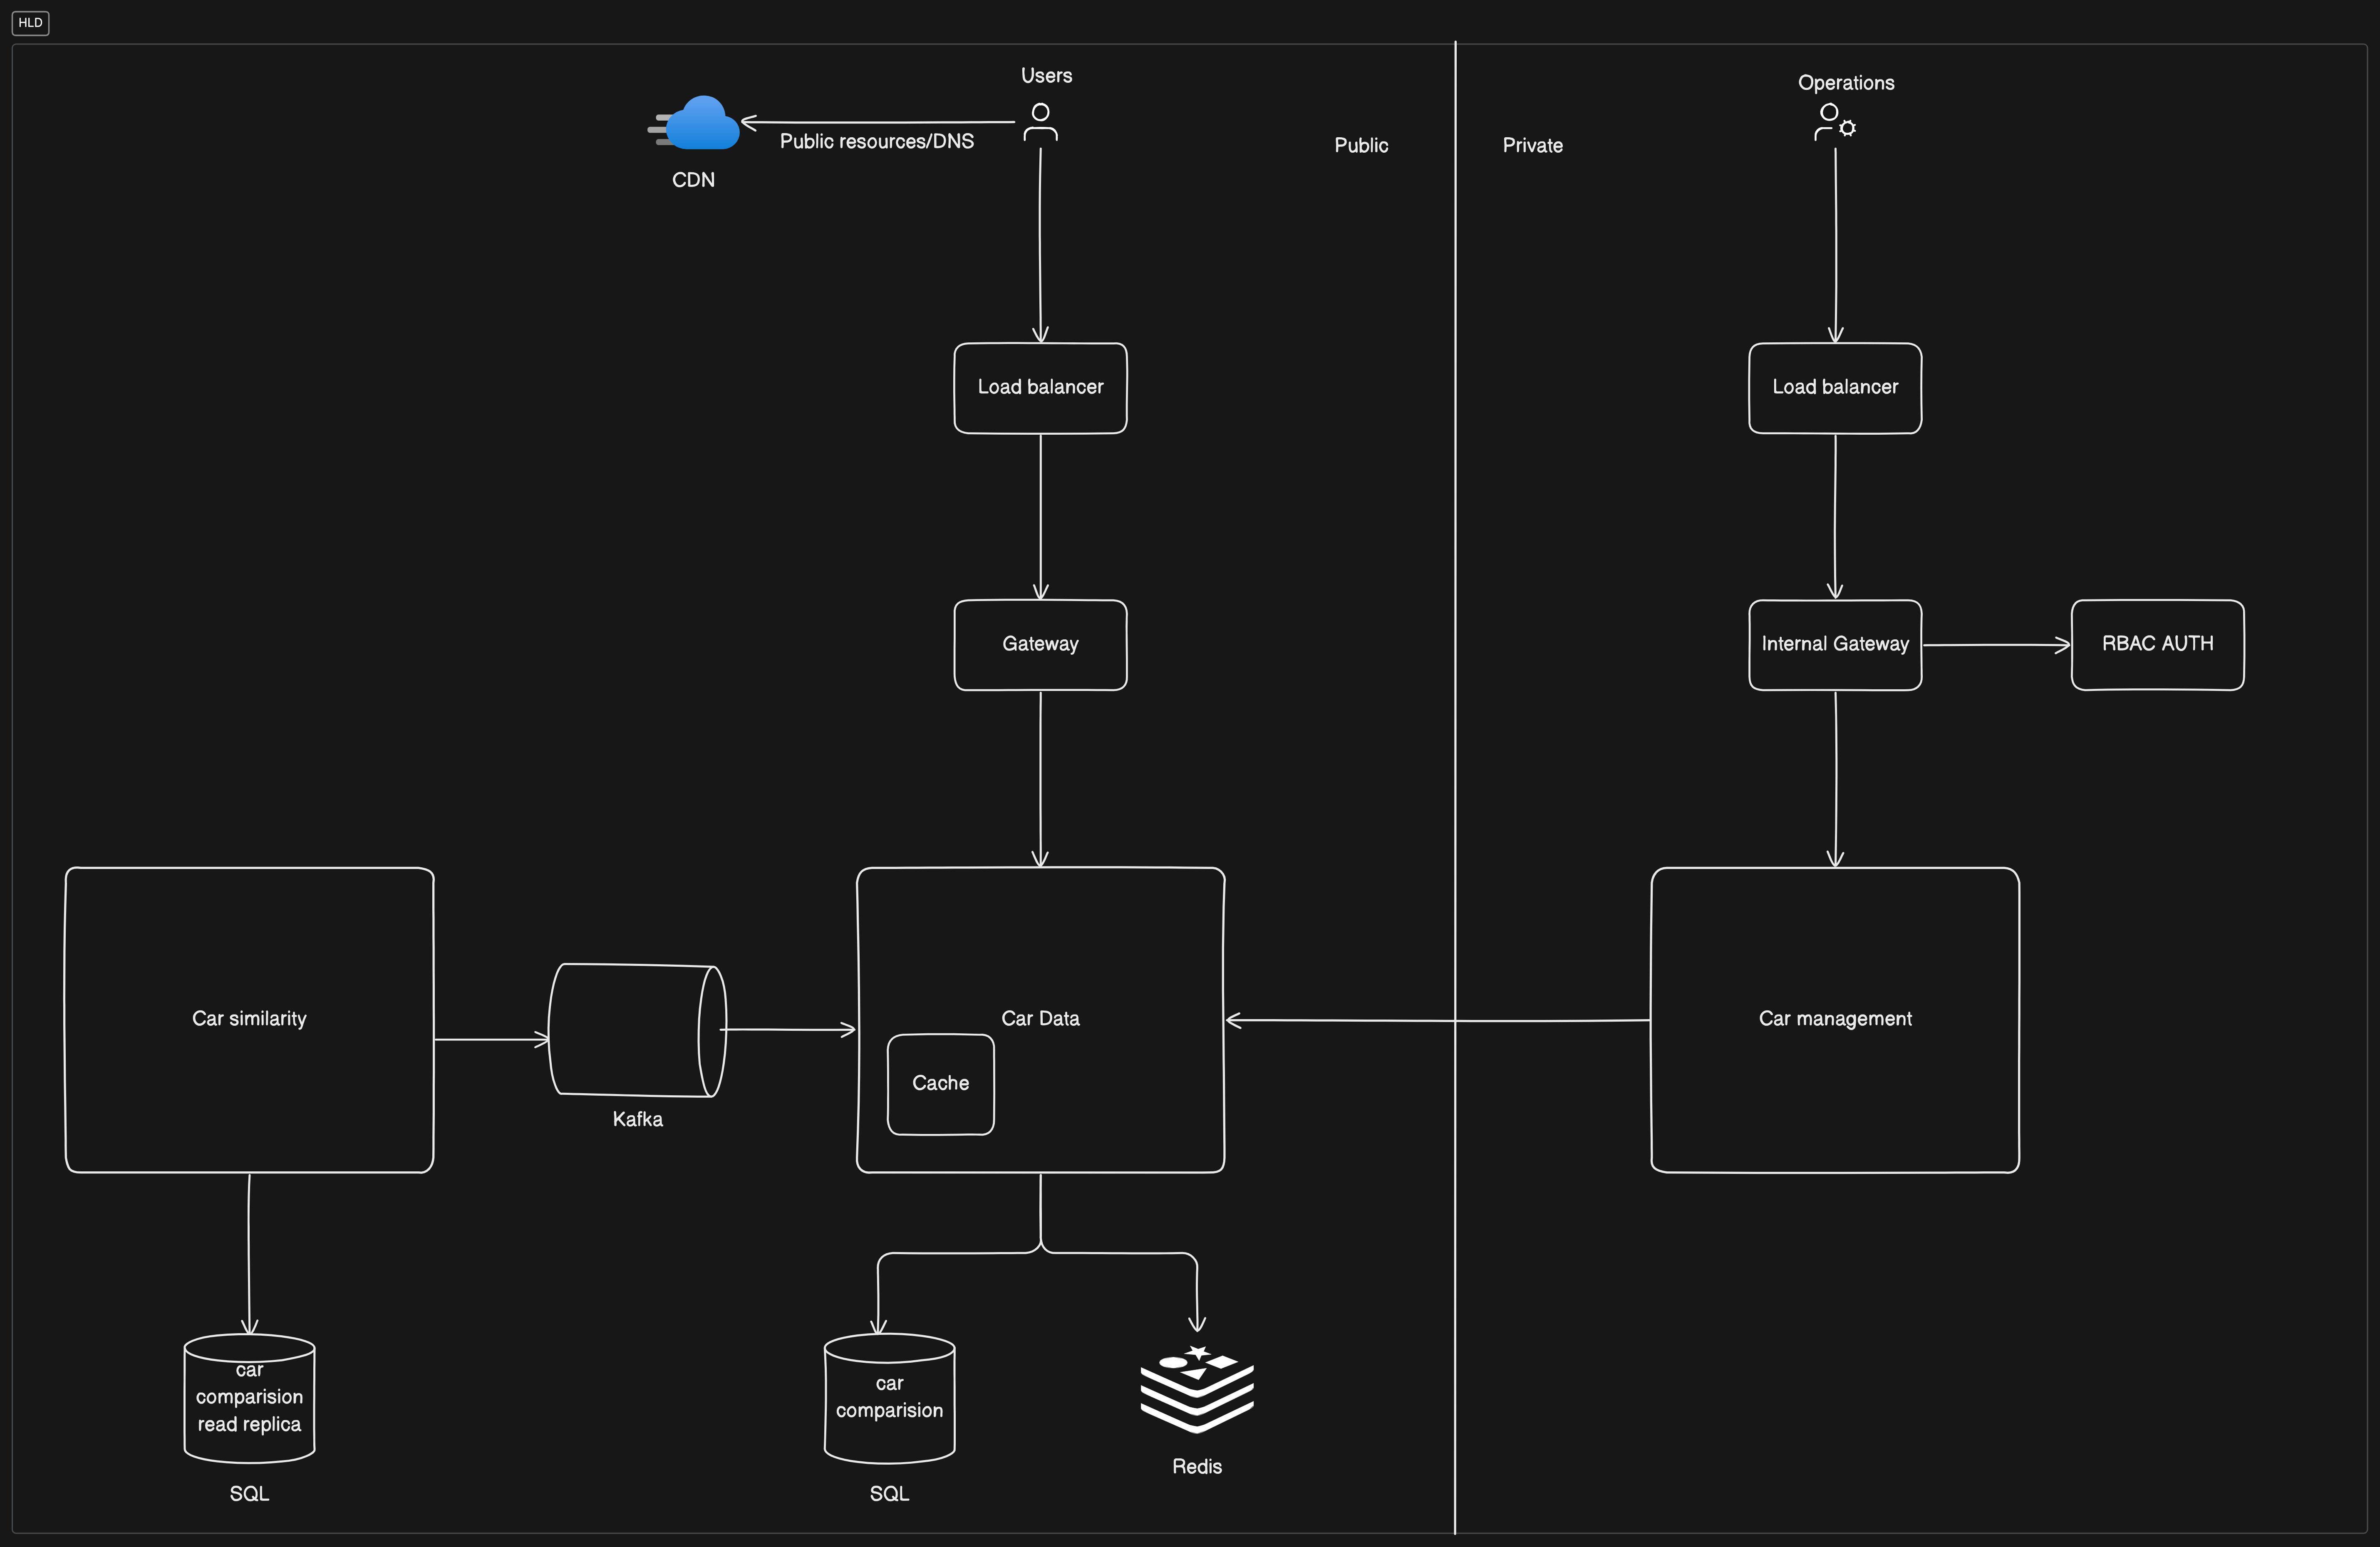 HLD
Users
Operations
Public resources/DNS
Public
Private
CDN
Load balancer
Load balancer
Gateway
Internal Gateway
RBAC AUTH
Car similarity
Car Data
Car management
Cache
Kafka
car
comparision
read replica
car
comparision
Redis
SQL
SQL